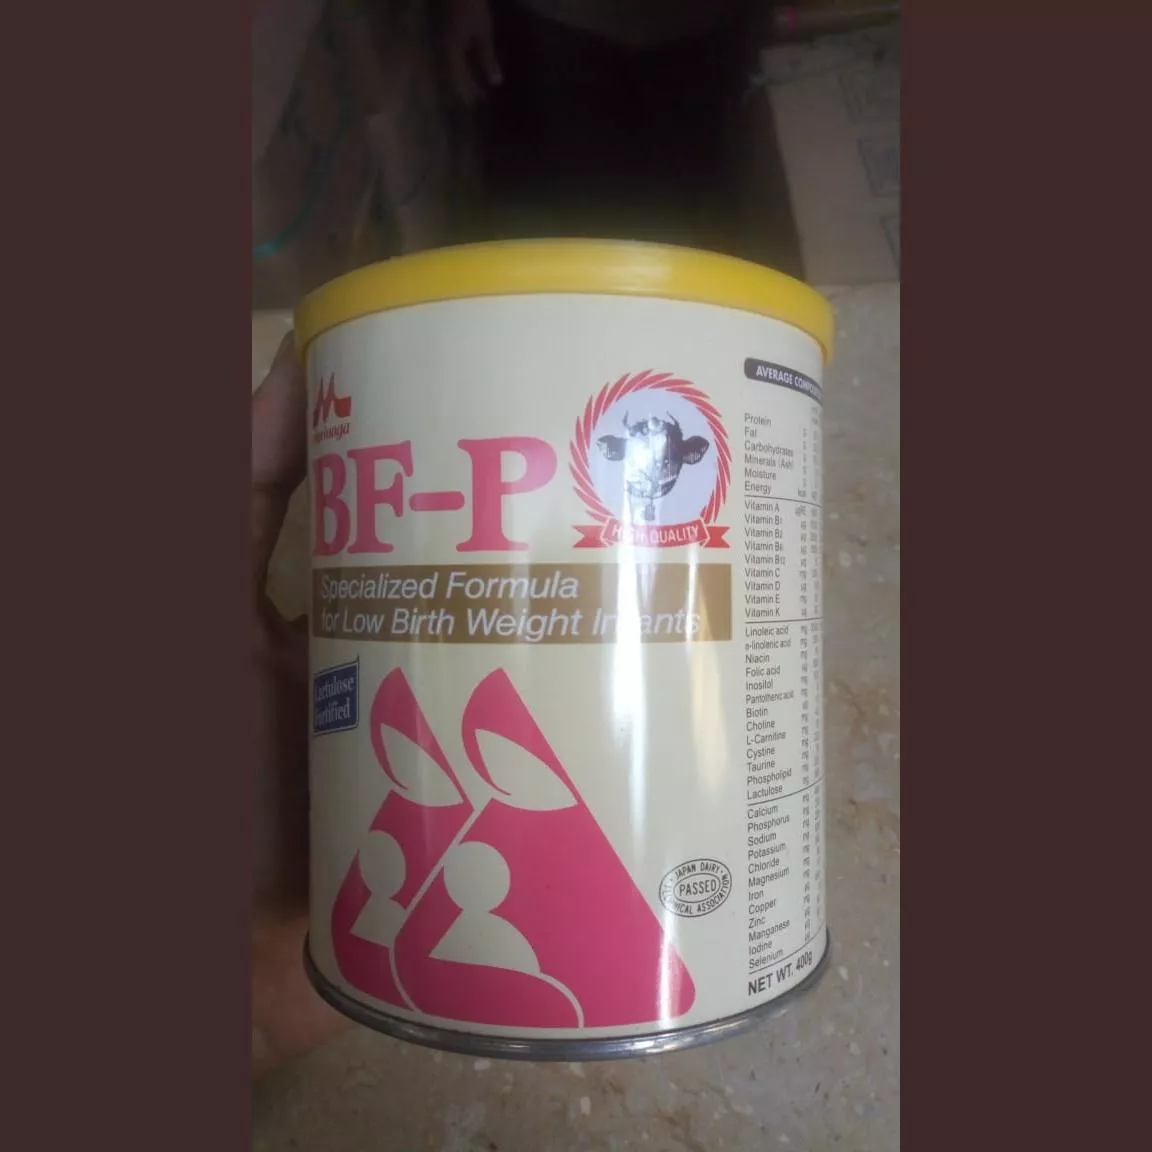 Morinaga
BF-P
HIGH QUALITY
Specialized Formula
for Low Birth Weight Infants
Lactulose
Fortified
JAPAN DAIRY
PASSED
TECHNICAL ASSOCIATION
AVERAGE
Protein
Fat
Carbohydrates
Minerals (Ash)
Moisture
Energy
Vitamin A
Vitamin B1
Vitamin B2
Vitamin B6
Vitamin B12
Vitamin C
Vitamin D
Vitamin E
Vitamin K
Linoleic acid
α-linolenic acid
Niacin
Folic acid
Inositol
Pantothenic acid
Biotin
Choline
L-Carnitine
Cystine
Taurine
Phospholipid
Lactulose
Calcium
Phosphorus
Sodium
Potassium
Chloride
Magnesium
Iron
Copper
Zinc
Manganese
Iodine
Selenium
NET WT. 400g